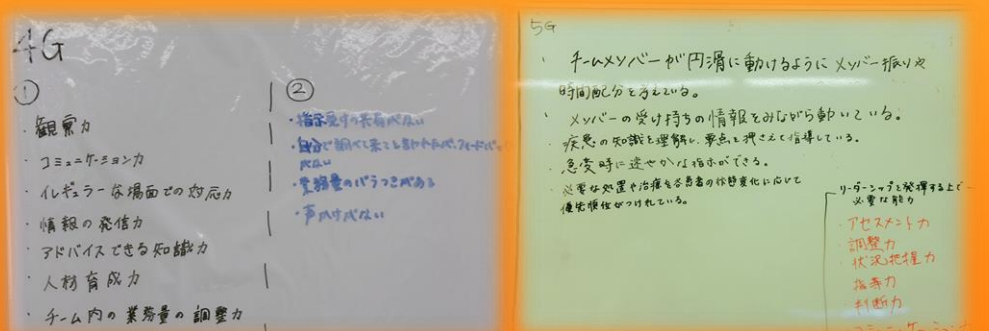 4G
①
・観察力
・コミュニケーション力
・イレギュラーな場面での対応力
・情報の発信力
・アドバイスできる知識力
・人材育成力
・チーム内の業務量の調整力
②
・指示受けの共有がない
・自分で調べて来てと言われたが、フィードバックがない
・業務量のバラつきがある
・声かけがない
5G
・チームメンバーが円滑に動けるようにメンバー振りや
時間配分を考えている。
・メンバーの受け持ちの情報をみながら動いている。
・疾患の知識を理解し、要点を押さえて指導している。
・急変時に速やかな指示ができる。
・必要な処置や治療を各患者の状態変化に応じて
優先順位がつけれている。
リーダーシップを発揮する上で
必要な能力
・アセスメント力
・調整力
・状況把握力
・指導力
・判断力